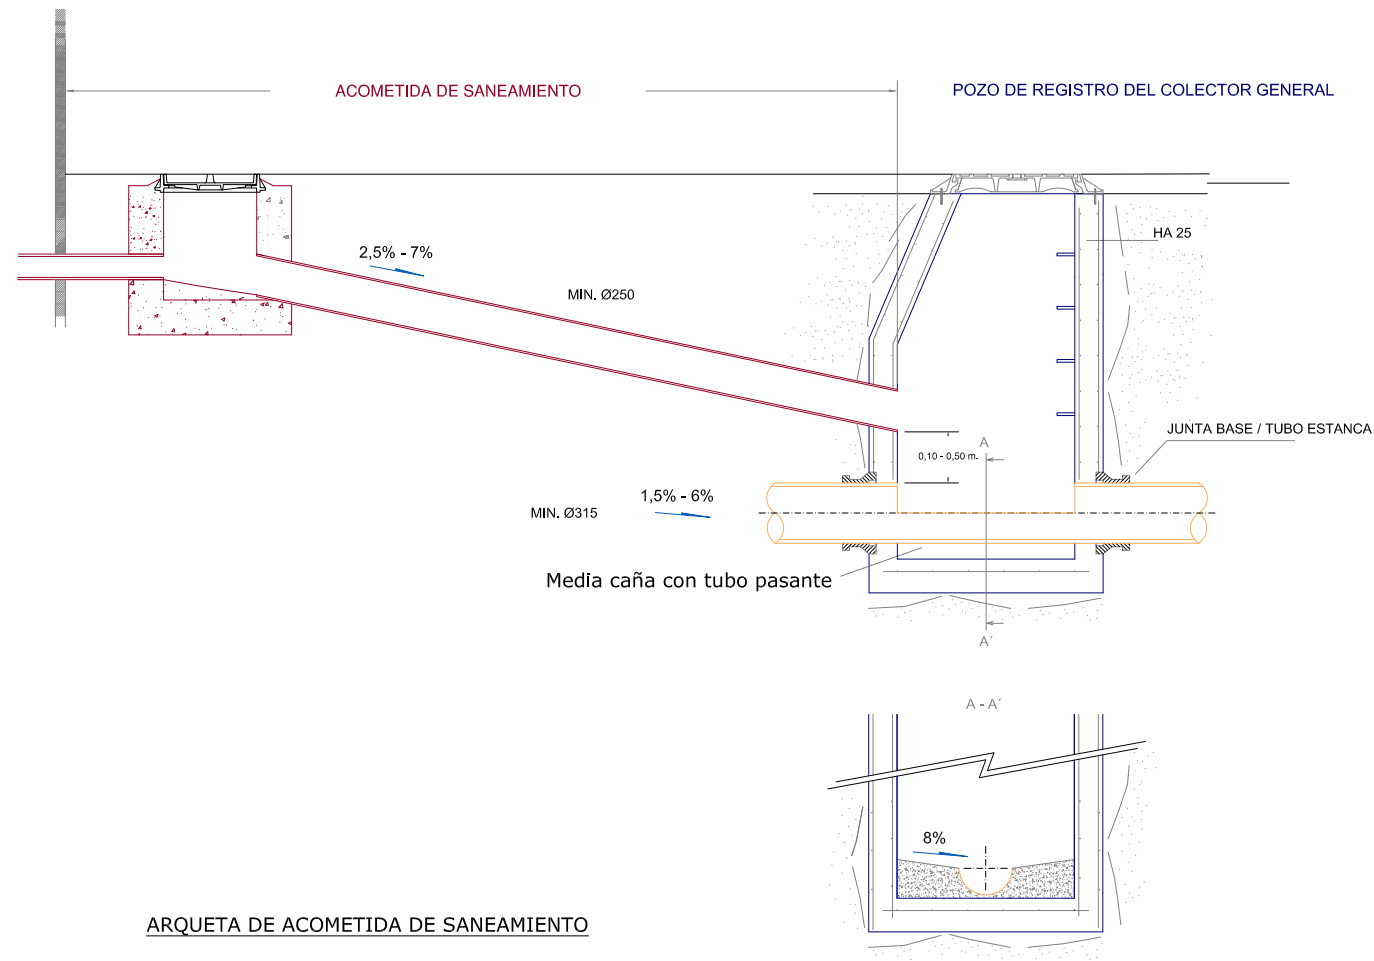 ACOMETIDA DE SANEAMIENTO
POZO DE REGISTRO DEL COLECTOR GENERAL
HA 25
2,5% - 7%
MIN. Ø250
JUNTA BASE / TUBO ESTANCA
A
0,10 - 0,50 m.
1,5% - 6%
MIN. Ø315
Media caña con tubo pasante
A´
A - A´
8%
ARQUETA DE ACOMETIDA DE SANEAMIENTO